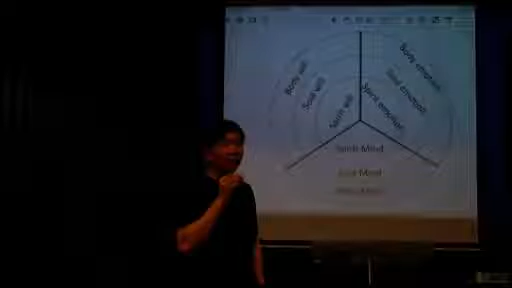 Body will
Soul will
Spirit will
Body emotion
Soul emotion
Spirit emotion
Spirit Mind
Soul Mind